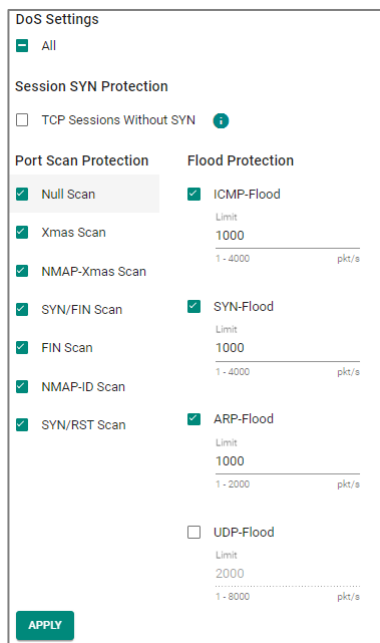 DoS Settings
All
Session SYN Protection
TCP Sessions Without SYN
Port Scan Protection
Null Scan
Xmas Scan
NMAP-Xmas Scan
SYN/FIN Scan
FIN Scan
NMAP-ID Scan
SYN/RST Scan
Flood Protection
ICMP-Flood
Limit
1000
1 - 4000 pkt/s
SYN-Flood
Limit
1000
1 - 4000 pkt/s
ARP-Flood
Limit
1000
1 - 2000 pkt/s
UDP-Flood
Limit
2000
1 - 8000 pkt/s
APPLY